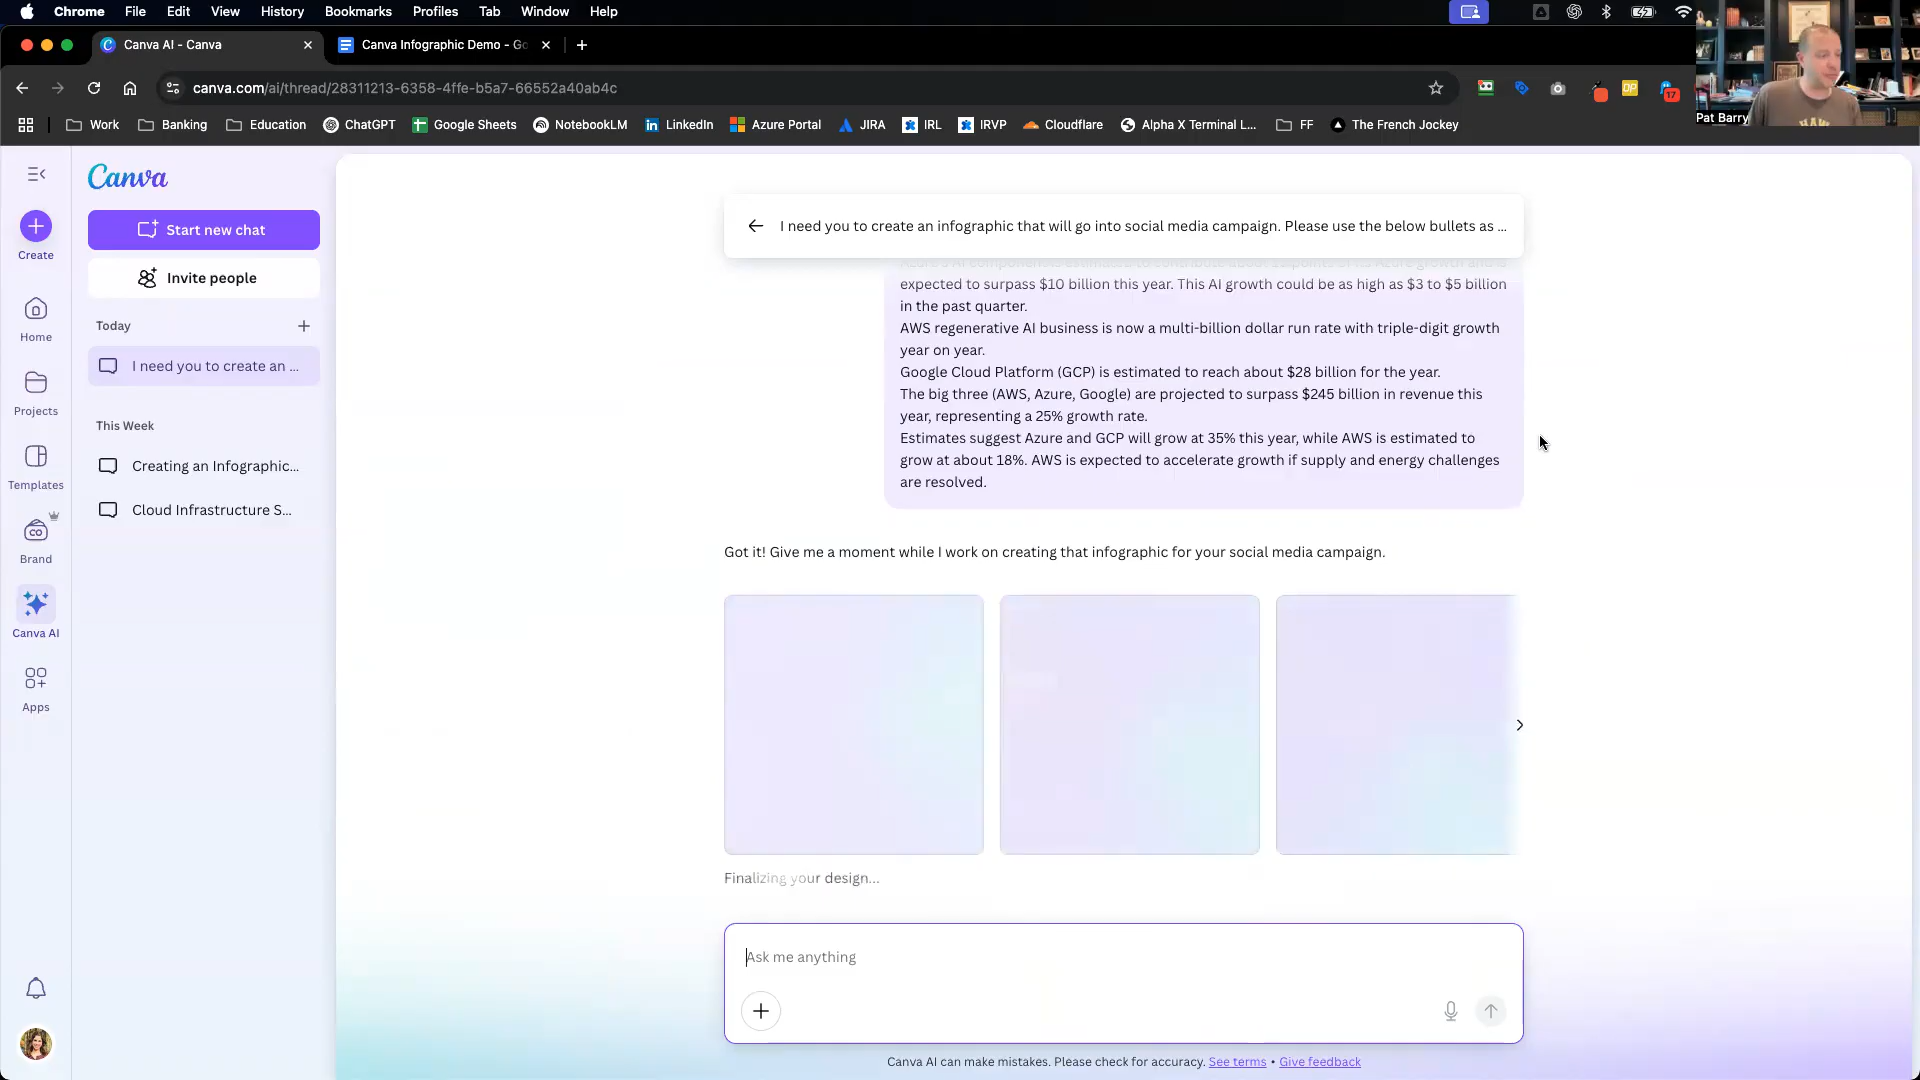 Chrome File Edit View History Bookmarks Profiles Tab Window Help
Canva AI - Canva
Canva Infographic Demo - Go
canva.com/ai/thread/28311213-6358-4ffe-b5a7-66552a40ab4c
DP
17
Pat Barry
Work Banking Education ChatGPT Google Sheets NotebookLM LinkedIn Azure Portal JIRA IRL IRVP Cloudflare Alpha X Terminal L... FF The French Jockey
Canva
Start new chat
Invite people
Today
I need you to create an ...
This Week
Creating an Infographic...
Cloud Infrastructure S...
Create
Home
Projects
Templates
Brand
Canva AI
Apps
I need you to create an infographic that will go into social media campaign. Please use the below bullets as ...
expected to surpass $10 billion this year. This AI growth could be as high as $3 to $5 billion
in the past quarter.
AWS regenerative AI business is now a multi-billion dollar run rate with triple-digit growth
year on year.
Google Cloud Platform (GCP) is estimated to reach about $28 billion for the year.
The big three (AWS, Azure, Google) are projected to surpass $245 billion in revenue this
year, representing a 25% growth rate.
Estimates suggest Azure and GCP will grow at 35% this year, while AWS is estimated to
grow at about 18%. AWS is expected to accelerate growth if supply and energy challenges
are resolved.
Got it! Give me a moment while I work on creating that infographic for your social media campaign.
Finalizing your design...
Ask me anything
Canva AI can make mistakes. Please check for accuracy. See terms • Give feedback